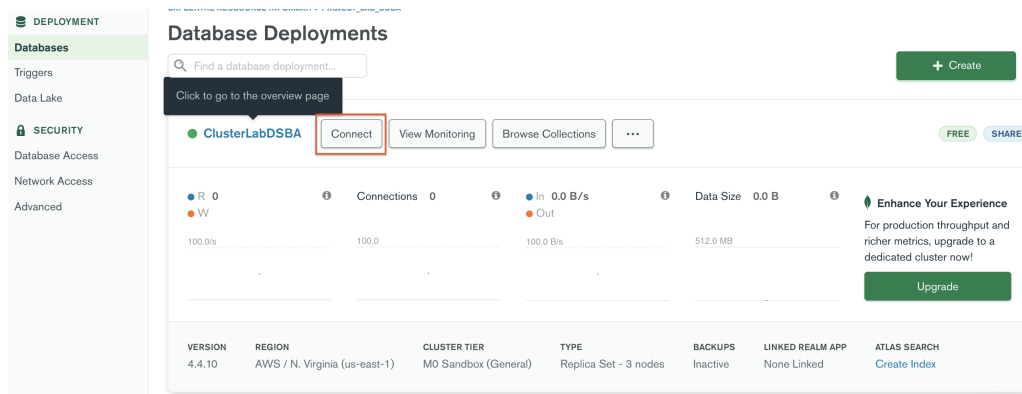 DEPLOYMENT
Databases
Triggers
Data Lake
SECURITY
Database Access
Network Access
Advanced
Database Deployments
Find a database deployment...
+ Create
Click to go to the overview page
ClusterLabDSBA
Connect
View Monitoring
Browse Collections
...
FREE
SHARE
R 0
W
100.0/s
Connections 0
100.0
In 0.0 B/s
Out
100.0 B/s
Data Size 0.0 B
512.0 MB
Enhance Your Experience
For production throughput and
richer metrics, upgrade to a
dedicated cluster now!
Upgrade
VERSION
4.4.10
REGION
AWS / N. Virginia (us-east-1)
CLUSTER TIER
M0 Sandbox (General)
TYPE
Replica Set - 3 nodes
BACKUPS
Inactive
LINKED REALM APP
None Linked
ATLAS SEARCH
Create Index